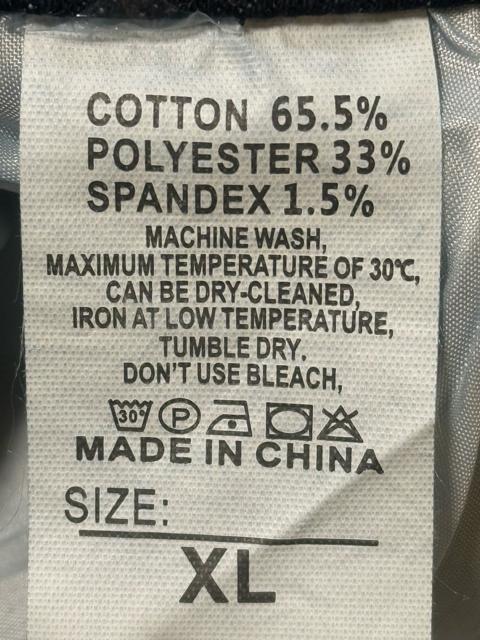 COTTON 65.5%
POLYESTER 33%
SPANDEX 1.5%
MACHINE WASH,
MAXIMUM TEMPERATURE OF 30℃,
CAN BE DRY-CLEANED,
IRON AT LOW TEMPERATURE,
TUMBLE DRY.
DON'T USE BLEACH,
30° P
MADE IN CHINA
SIZE:
XL